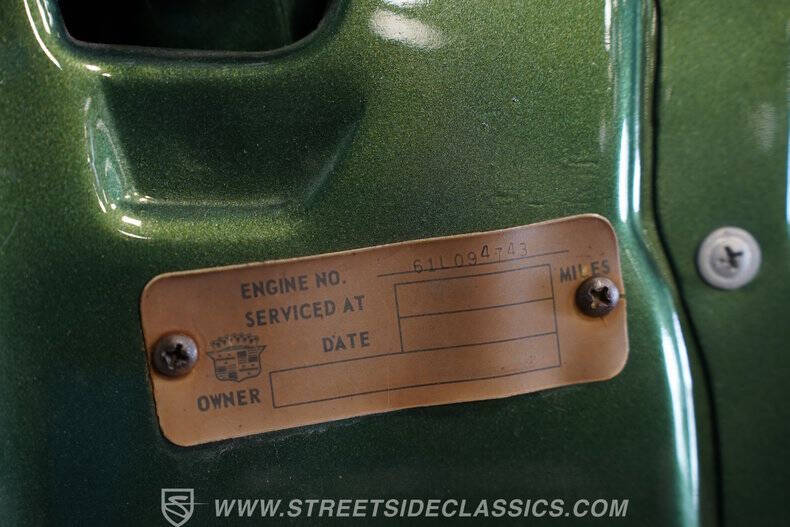 ENGINE NO. 61L094743
SERVICED AT MILES
DATE
OWNER
WWW.STREETSIDECLASSICS.COM